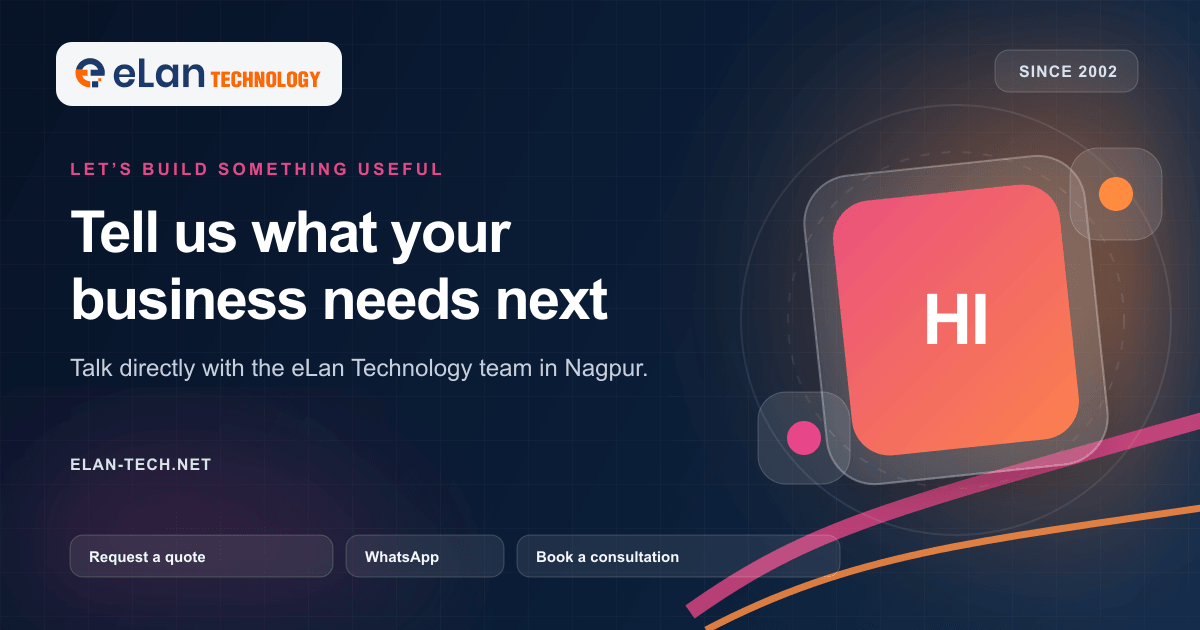 eLan TECHNOLOGY
SINCE 2002
LET’S BUILD SOMETHING USEFUL
Tell us what your
business needs next
Talk directly with the eLan Technology team in Nagpur.
HI
ELAN-TECH.NET
Request a quote
WhatsApp
Book a consultation